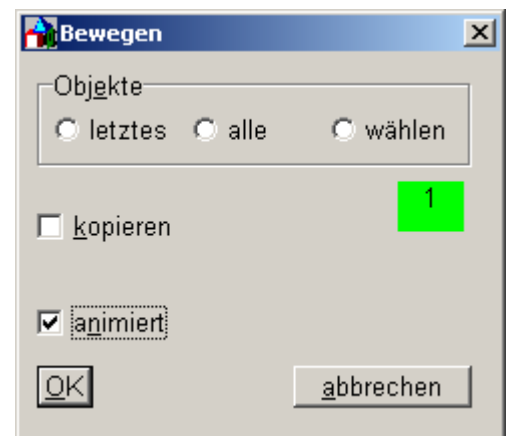 Bewegen
Objekte
letztes alle wählen
1
kopieren
animiert
OK abbrechen